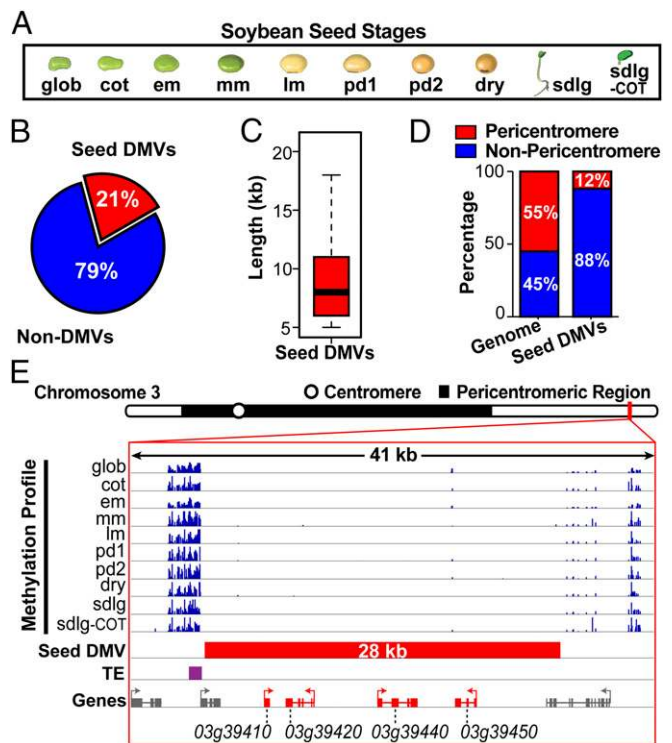 A
Soybean Seed Stages
glob cot em mm lm pd1 pd2 dry sdlg sdlg-COT
B
Seed DMVs
21%
79%
Non-DMVs
C
Length (kb)
20
15
10
5
Seed DMVs
D
Pericentromere
Non-Pericentromere
Percentage
100
50
0
55%
45%
12%
88%
Genome
Seed DMVs
E
Chromosome 3
Centromere
Pericentromeric Region
41 kb
Methylation Profile
glob
cot
em
mm
lm
pd1
pd2
dry
sdlg
sdlg-COT
Seed DMV
28 kb
TE
Genes
03g39410 03g39420 03g39440 03g39450